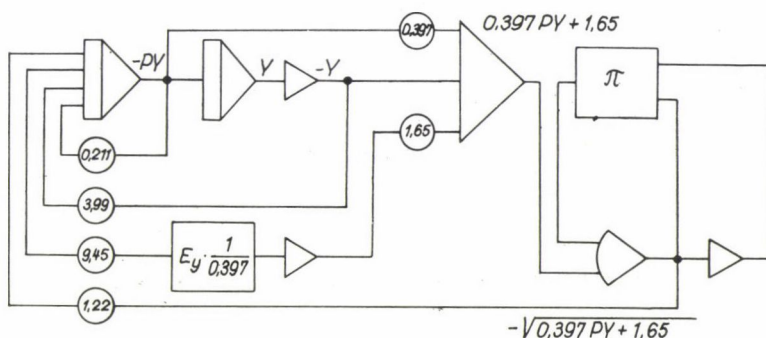 0,397
0,397 PY + 1,65
-PY
Y
-Y
π
1,65
0,211
3,99
9,45
E_y · 1/0,397
1,22
-√0,397 PY + 1,65